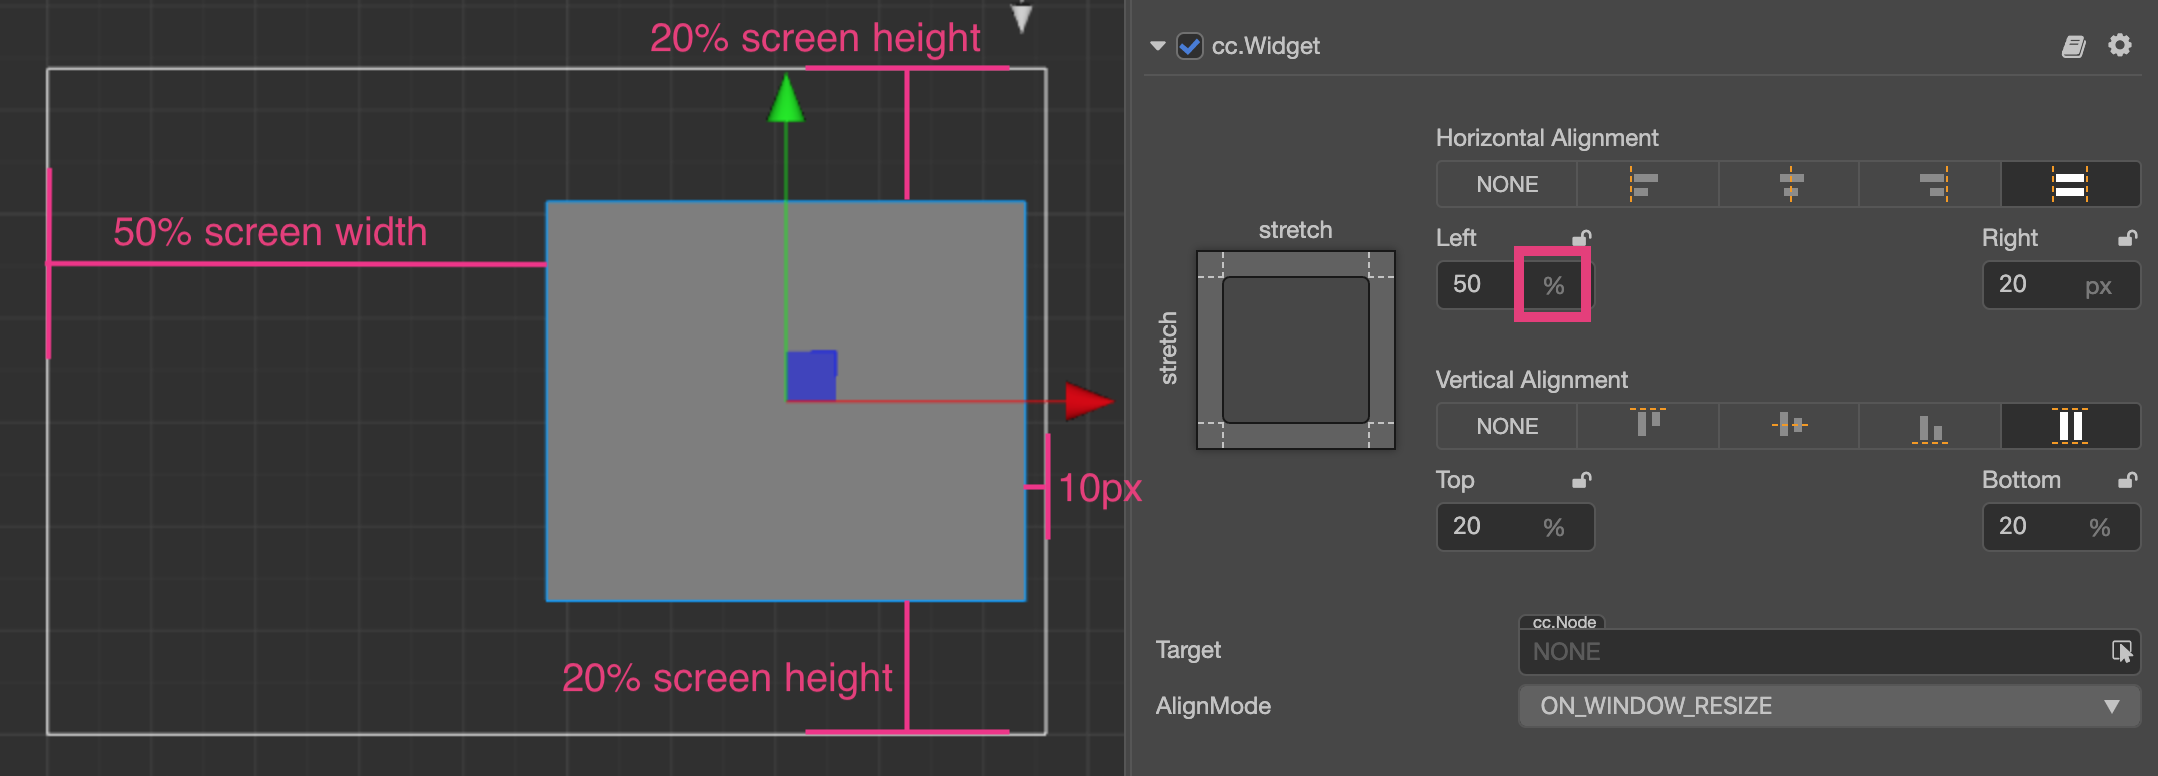 20% screen height
50% screen width
10px
20% screen height
cc.Widget
Horizontal Alignment
NONE
stretch
stretch
Left
Right
50 %
20 px
Vertical Alignment
NONE
Top
Bottom
20 %
20 %
cc.Node
Target
NONE
AlignMode
ON_WINDOW_RESIZE